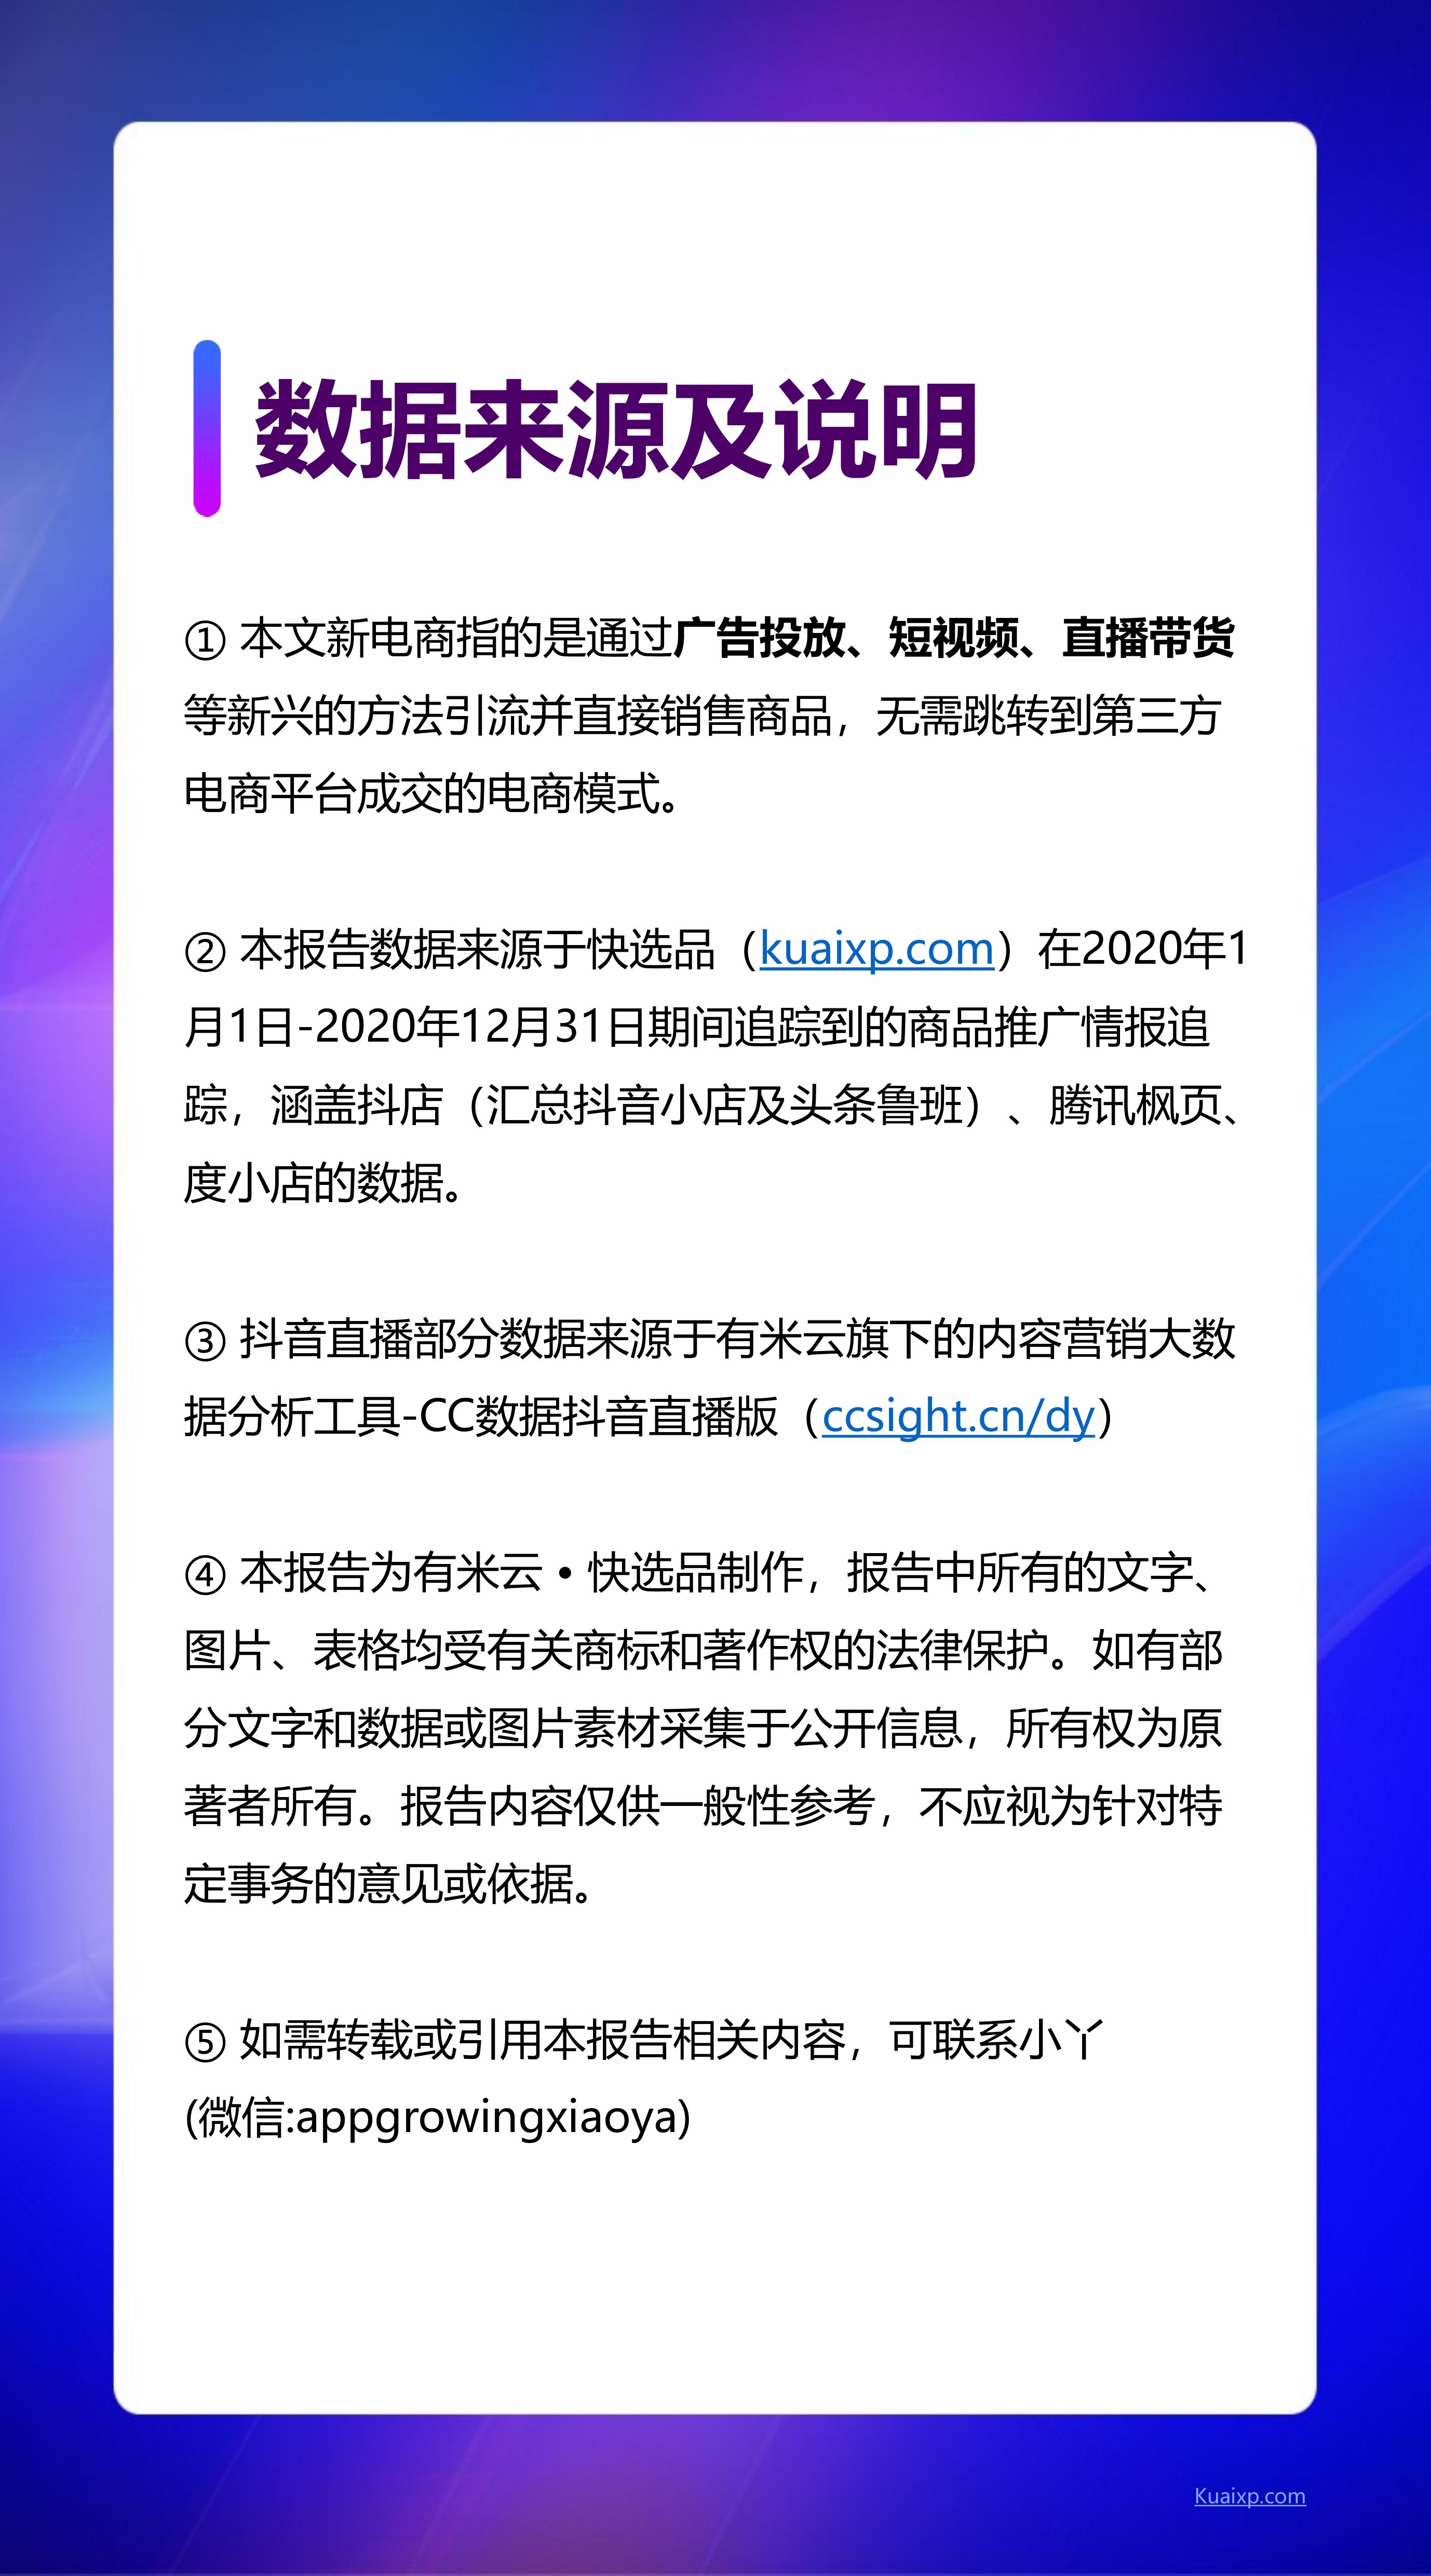 数据来源及说明
① 本文新电商指的是通过广告投放、短视频、直播带货
等新兴的方法引流并直接销售商品，无需跳转到第三方
电商平台成交的电商模式。
② 本报告数据来源于快选品（kuaixp.com）在2020年1
月1日-2020年12月31日期间追踪到的商品推广情报追
踪，涵盖抖店（汇总抖音小店及头条鲁班）、腾讯枫页、
度小店的数据。
③ 抖音直播部分数据来源于有米云旗下的内容营销大数
据分析工具-CC数据抖音直播版（ccsight.cn/dy）
④ 本报告为有米云 • 快选品制作，报告中所有的文字、
图片、表格均受有关商标和著作权的法律保护。如有部
分文字和数据或图片素材采集于公开信息，所有权为原
著者所有。报告内容仅供一般性参考，不应视为针对特
定事务的意见或依据。
⑤ 如需转载或引用本报告相关内容，可联系小丫
(微信:appgrowingxiaoya)
Kuaixp.com